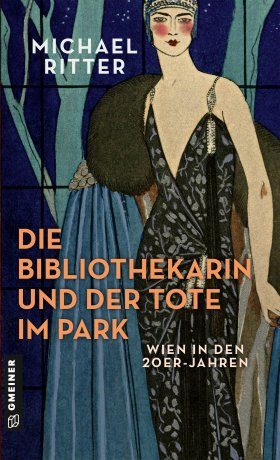 MICHAEL
RITTER
DIE
BIBLIOTHEKARIN
UND DER TOTE
IM PARK
WIEN IN DEN
20ER-JAHREN
GMEINER